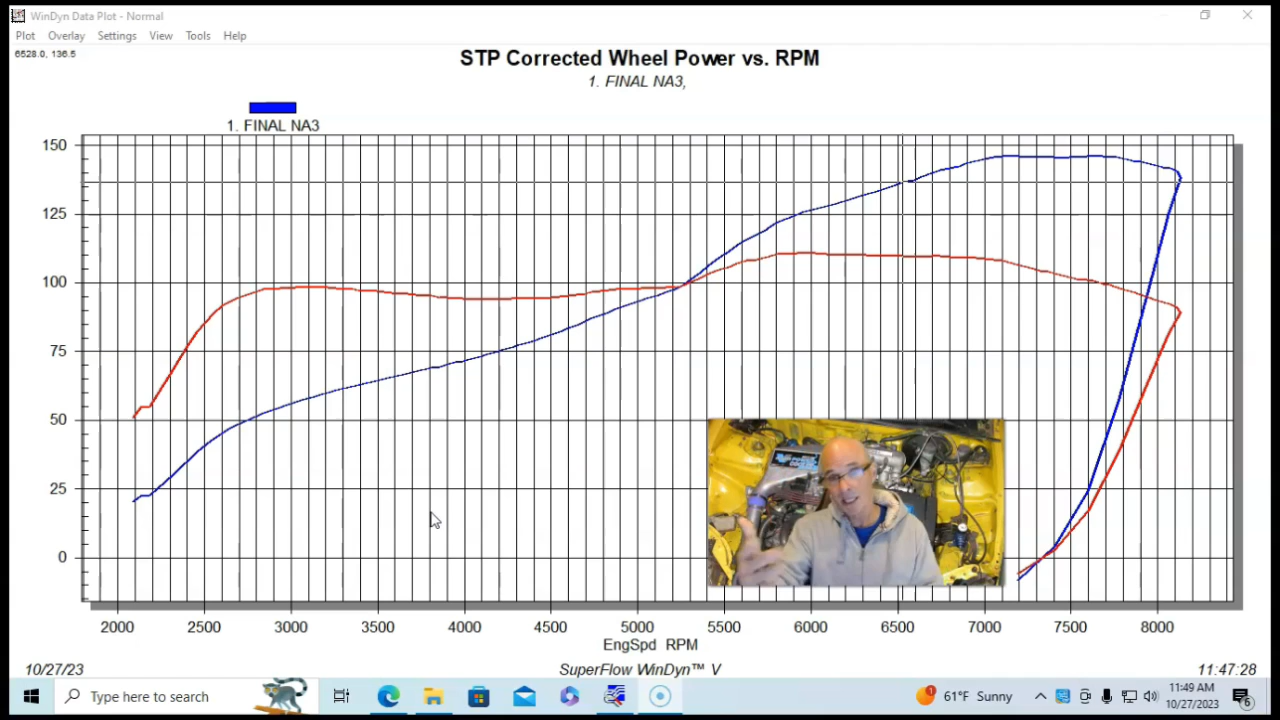 WinDyn Data Plot - Normal
Plot Overlay Settings View Tools Help
6528.0, 136.5
STP Corrected Wheel Power vs. RPM
1. FINAL NA3,
1. FINAL NA3
150
125
100
75
50
25
0
2000 2500 3000 3500 4000 4500 5000 5500 6000 6500 7000 7500 8000
EngSpd RPM
10/27/23 SuperFlow WinDyn™ V 11:47:28
Type here to search
1 61°F Sunny
11:49 AM
10/27/2023
6